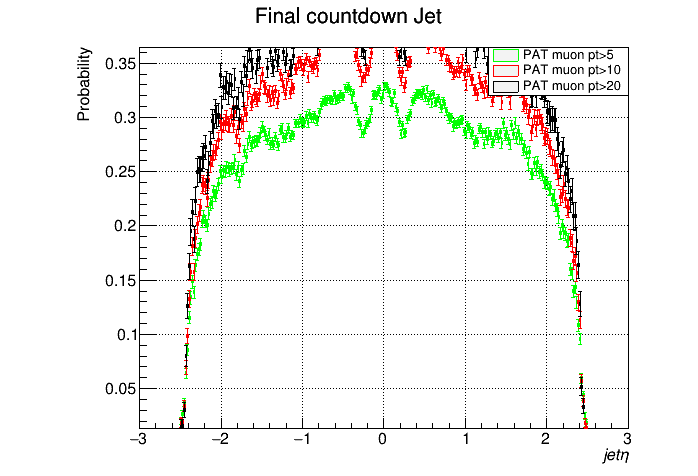 Final countdown Jet
Probability
0.35
0.3
0.25
0.2
0.15
0.1
0.05
PAT muon pt>5
PAT muon pt>10
PAT muon pt>20
−3 −2 −1 0 1 2 3
jetη